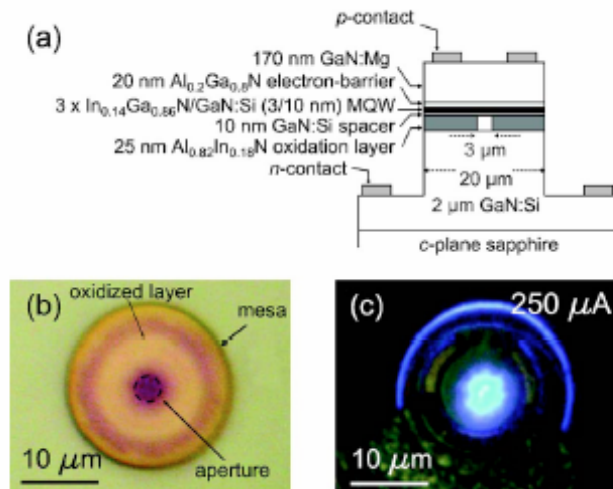 (a)
p-contact
170 nm GaN:Mg
20 nm Al0.2Ga0.8N electron-barrier
3 x In0.14Ga0.86N/GaN:Si (3/10 nm) MQW
10 nm GaN:Si spacer
25 nm Al0.82In0.18N oxidation layer
n-contact
3 μm
20 μm
2 μm GaN:Si
c-plane sapphire
(b)
oxidized layer
mesa
aperture
10 μm
(c)
250 μA
10 μm